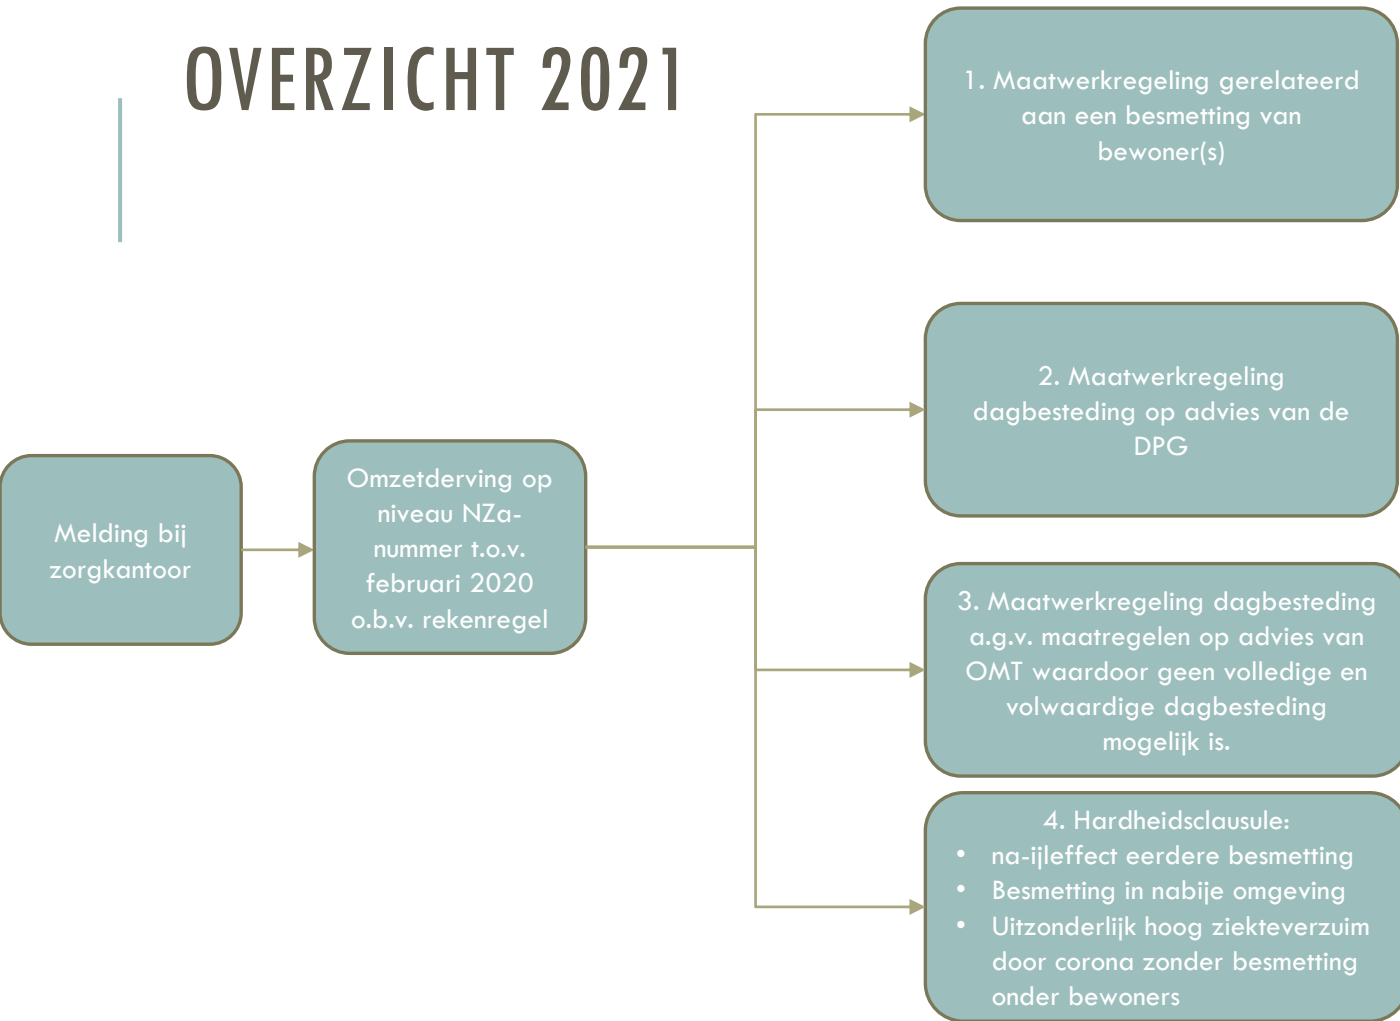 OVERZICHT 2021
Melding bij
zorgkantoor
Omzetderving op
niveau NZa-
nummer t.o.v.
februari 2020
o.b.v. rekenregel
1. Maatwerkregeling gerelateerd
aan een besmetting van
bewoner(s)
2. Maatwerkregeling
dagbesteding op advies van de
DPG
3. Maatwerkregeling dagbesteding
a.g.v. maatregelen op advies van
OMT waardoor geen volledige en
volwaardige dagbesteding
mogelijk is.
4. Hardheidsclausule:
• na-ijleffect eerdere besmetting
• Besmetting in nabije omgeving
• Uitzonderlijk hoog ziekteverzuim
door corona zonder besmetting
onder bewoners